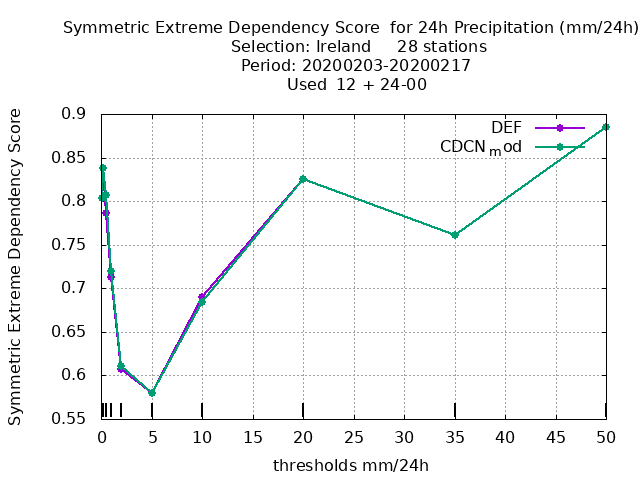 Symmetric Extreme Dependency Score  for 24h Precipitation (mm/24h)
Selection: Ireland     28 stations
Period: 20200203-20200217
Used  12 + 24-00
DEF
CDCN_mod
Symmetric Extreme Dependency Score
0.9
0.85
0.8
0.75
0.7
0.65
0.6
0.55
0 5 10 15 20 25 30 35 40 45 50
thresholds mm/24h